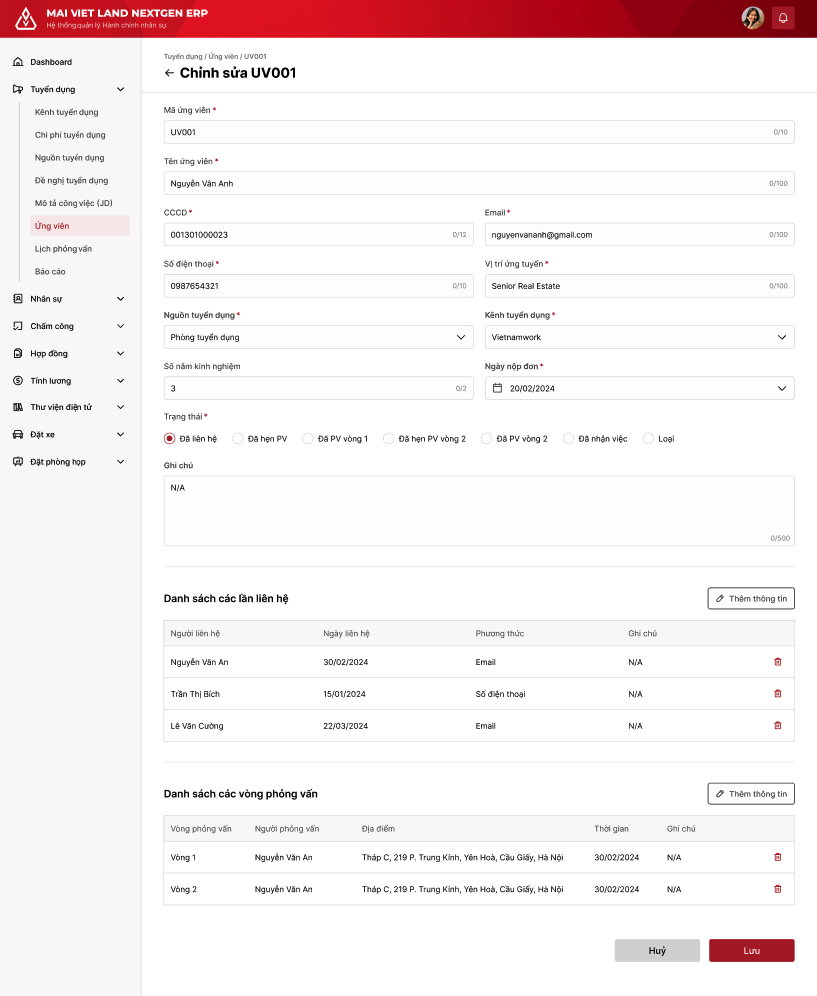 MAI VIET LAND NEXTGEN ERP
Hệ thống quản lý Hành chính nhân sự
Dashboard
Tuyển dụng
Kênh tuyển dụng
Chi phí tuyển dụng
Nguồn tuyển dụng
Đề nghị tuyển dụng
Mô tả công việc (JD)
Ứng viên
Lịch phỏng vấn
Báo cáo
Nhân sự
Chấm công
Hợp đồng
Tính lương
Thư viện điện tử
Đặt xe
Đặt phòng họp
Tuyển dụng / Ứng viên / UV001
Chỉnh sửa UV001
Mã ứng viên *
UV001 0/10
Tên ứng viên *
Nguyễn Vân Anh 0/100
CCCD * Email *
001301000023 0/12 nguyenvananh@gmail.com 0/100
Số điện thoại * Vị trí ứng tuyển *
0987654321 0/10 Senior Real Estate 0/100
Nguồn tuyển dụng * Kênh tuyển dụng *
Phòng tuyển dụng Vietnamwork
Số năm kinh nghiệm Ngày nộp đơn *
3 0/2 20/02/2024
Trạng thái *
Đã liên hệ Đã hẹn PV Đã PV vòng 1 Đã hẹn PV vòng 2 Đã PV vòng 2 Đã nhận việc Loại
Ghi chú
N/A
0/500
Danh sách các lần liên hệ Thêm thông tin
Người liên hệ Ngày liên hệ Phương thức Ghi chú
Nguyễn Văn An 30/02/2024 Email N/A
Trần Thị Bích 15/01/2024 Số điện thoại N/A
Lê Văn Cường 22/03/2024 Email N/A
Danh sách các vòng phỏng vấn Thêm thông tin
Vòng phỏng vấn Người phỏng vấn Địa điểm Thời gian Ghi chú
Vòng 1 Nguyễn Văn An Tháp C, 219 P. Trung Kính, Yên Hoà, Cầu Giấy, Hà Nội 30/02/2024 N/A
Vòng 2 Nguyễn Văn An Tháp C, 219 P. Trung Kính, Yên Hoà, Cầu Giấy, Hà Nội 30/02/2024 N/A
Huỷ Lưu